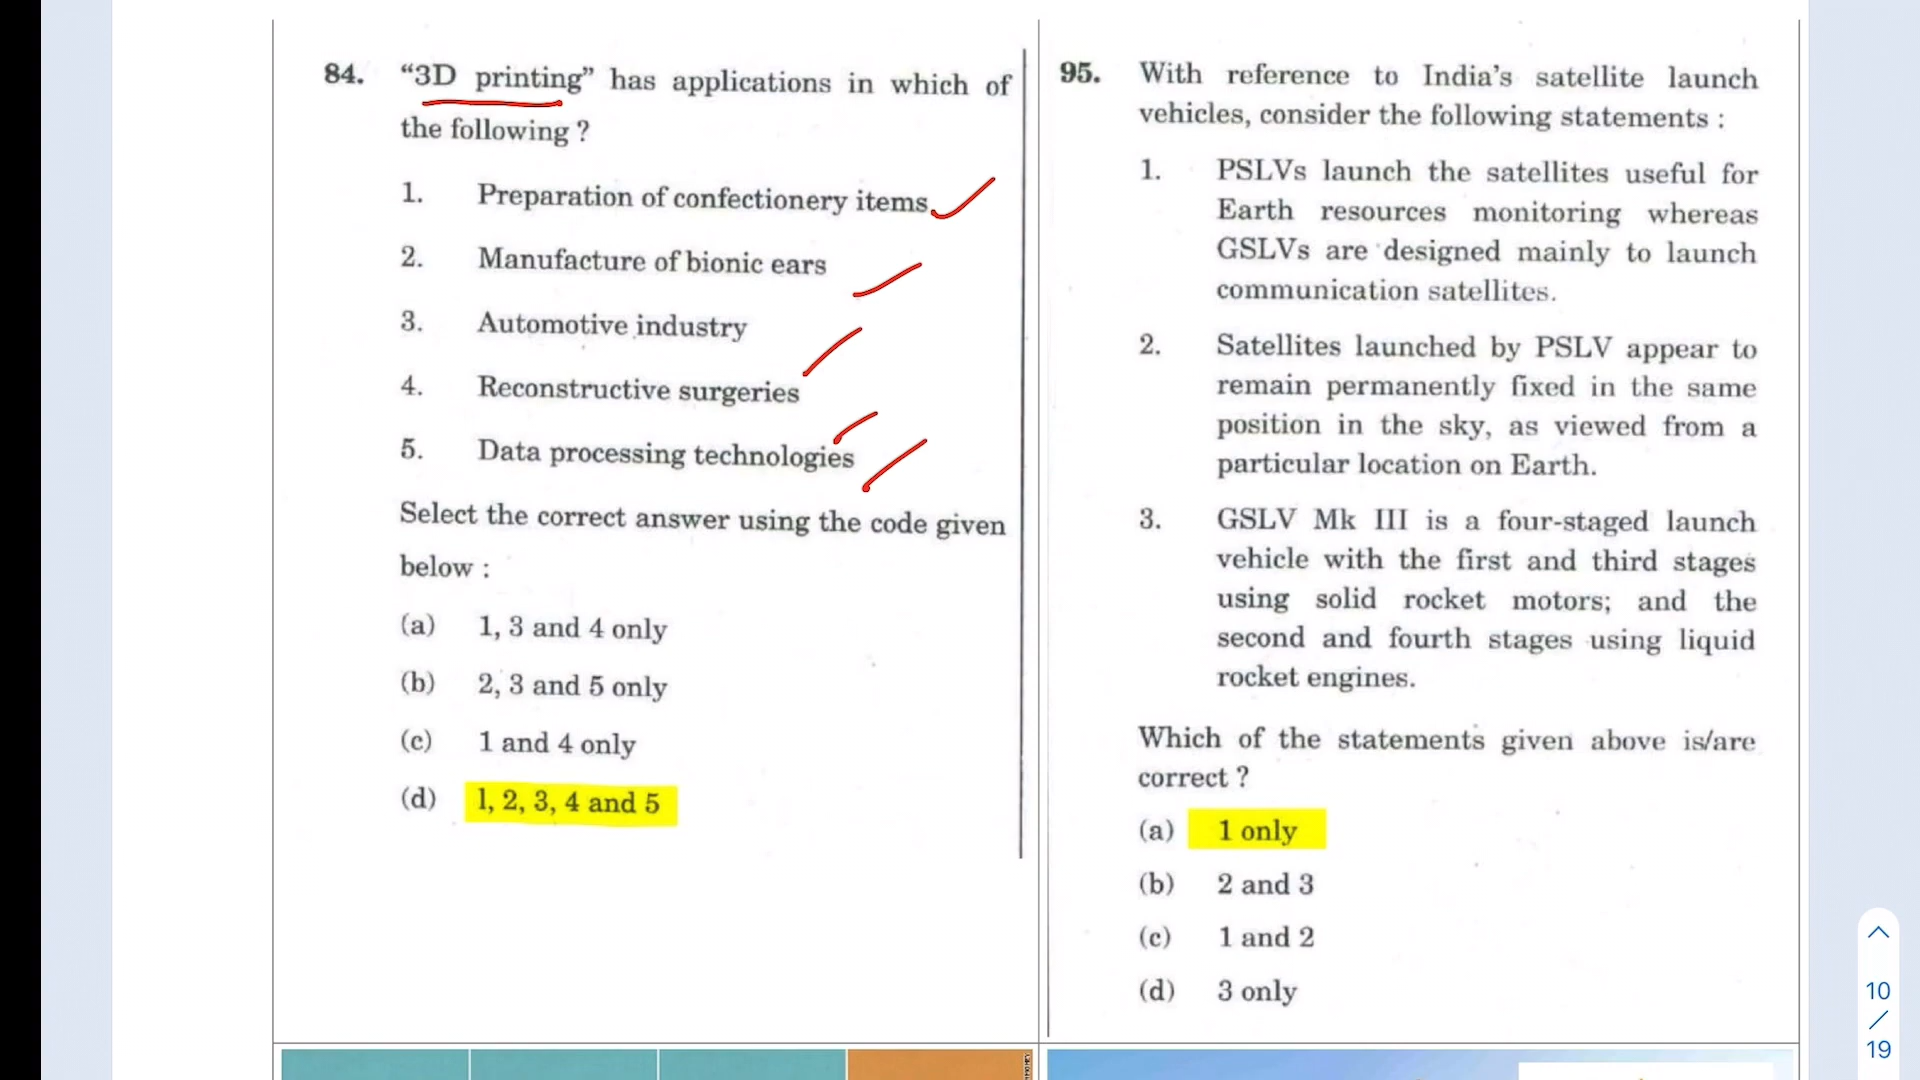 84. “3D printing” has applications in which of
the following ?
1. Preparation of confectionery items
2. Manufacture of bionic ears
3. Automotive industry
4. Reconstructive surgeries
5. Data processing technologies
Select the correct answer using the code given
below :
(a) 1, 3 and 4 only
(b) 2, 3 and 5 only
(c) 1 and 4 only
(d) 1, 2, 3, 4 and 5
95. With reference to India’s satellite launch
vehicles, consider the following statements :
1. PSLVs launch the satellites useful for
Earth resources monitoring whereas
GSLVs are designed mainly to launch
communication satellites.
2. Satellites launched by PSLV appear to
remain permanently fixed in the same
position in the sky, as viewed from a
particular location on Earth.
3. GSLV Mk III is a four-staged launch
vehicle with the first and third stages
using solid rocket motors; and the
second and fourth stages using liquid
rocket engines.
Which of the statements given above is/are
correct ?
(a) 1 only
(b) 2 and 3
(c) 1 and 2
(d) 3 only
10
/
19